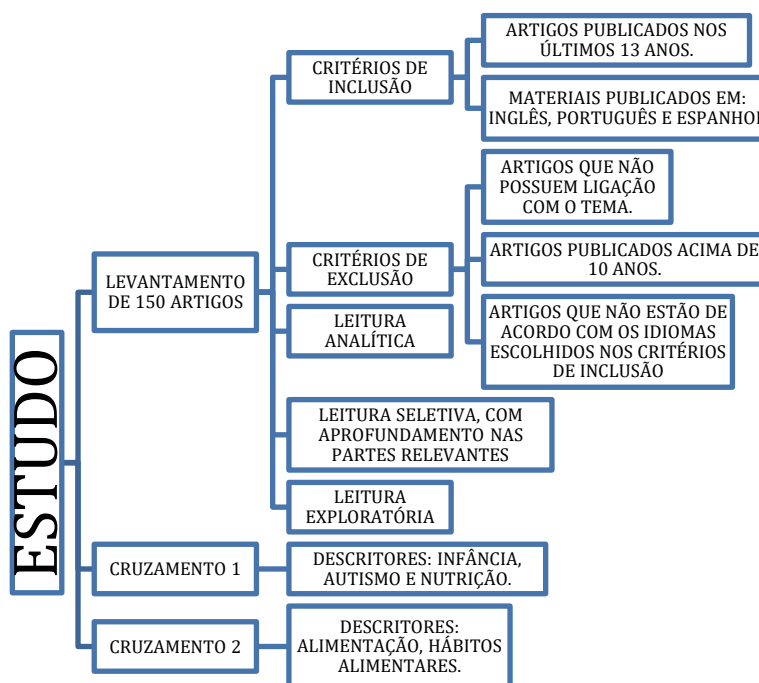 ESTUDO
LEVANTAMENTO
DE 150 ARTIGOS
CRITÉRIOS DE
INCLUSÃO
ARTIGOS PUBLICADOS NOS
ÚLTIMOS 13 ANOS.
MATERIAIS PUBLICADOS EM:
INGLÊS, PORTUGUÊS E ESPANHOL
CRITÉRIOS DE
EXCLUSÃO
ARTIGOS QUE NÃO
POSSUEM LIGAÇÃO
COM O TEMA.
ARTIGOS PUBLICADOS ACIMA DE
10 ANOS.
ARTIGOS QUE NÃO ESTÃO DE
ACORDO COM OS IDIOMAS
ESCOLHIDOS NOS CRITÉRIOS
DE INCLUSÃO
LEITURA
ANALÍTICA
LEITURA SELETIVA, COM
APROFUNDAMENTO NAS
PARTES RELEVANTES
LEITURA
EXPLORATÓRIA
CRUZAMENTO 1
DESCRITORES: INFÂNCIA,
AUTISMO E NUTRIÇÃO.
CRUZAMENTO 2
DESCRITORES:
ALIMENTAÇÃO, HÁBITOS
ALIMENTARES.